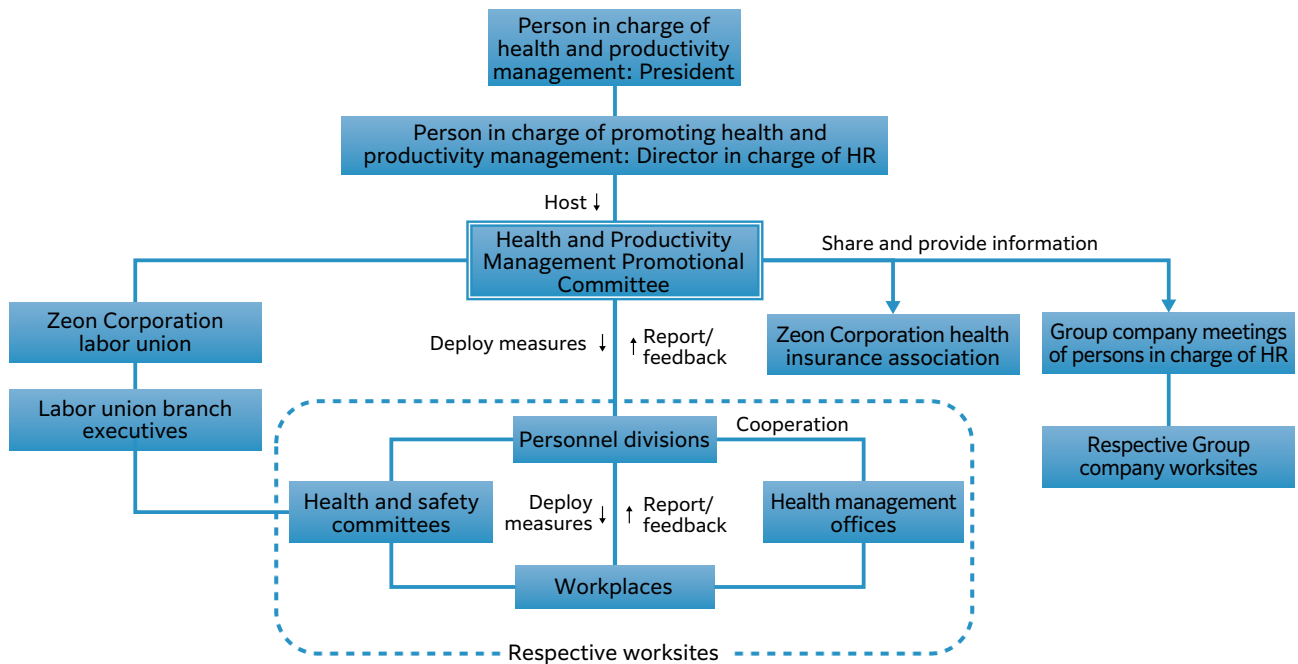 Person in charge of
health and productivity
management: President
Person in charge of promoting health and
productivity management: Director in charge of HR
Host ↓
Health and Productivity
Management Promotional
Committee
Share and provide information
Zeon Corporation
labor union
Deploy measures ↓
↑ Report/
feedback
Zeon Corporation health
insurance association
Group company meetings
of persons in charge of HR
Labor union branch
executives
Personnel divisions
Cooperation
Respective Group
company worksites
Health and safety
committees
Deploy
measures ↓
↑ Report/
feedback
Health management
offices
Workplaces
Respective worksites